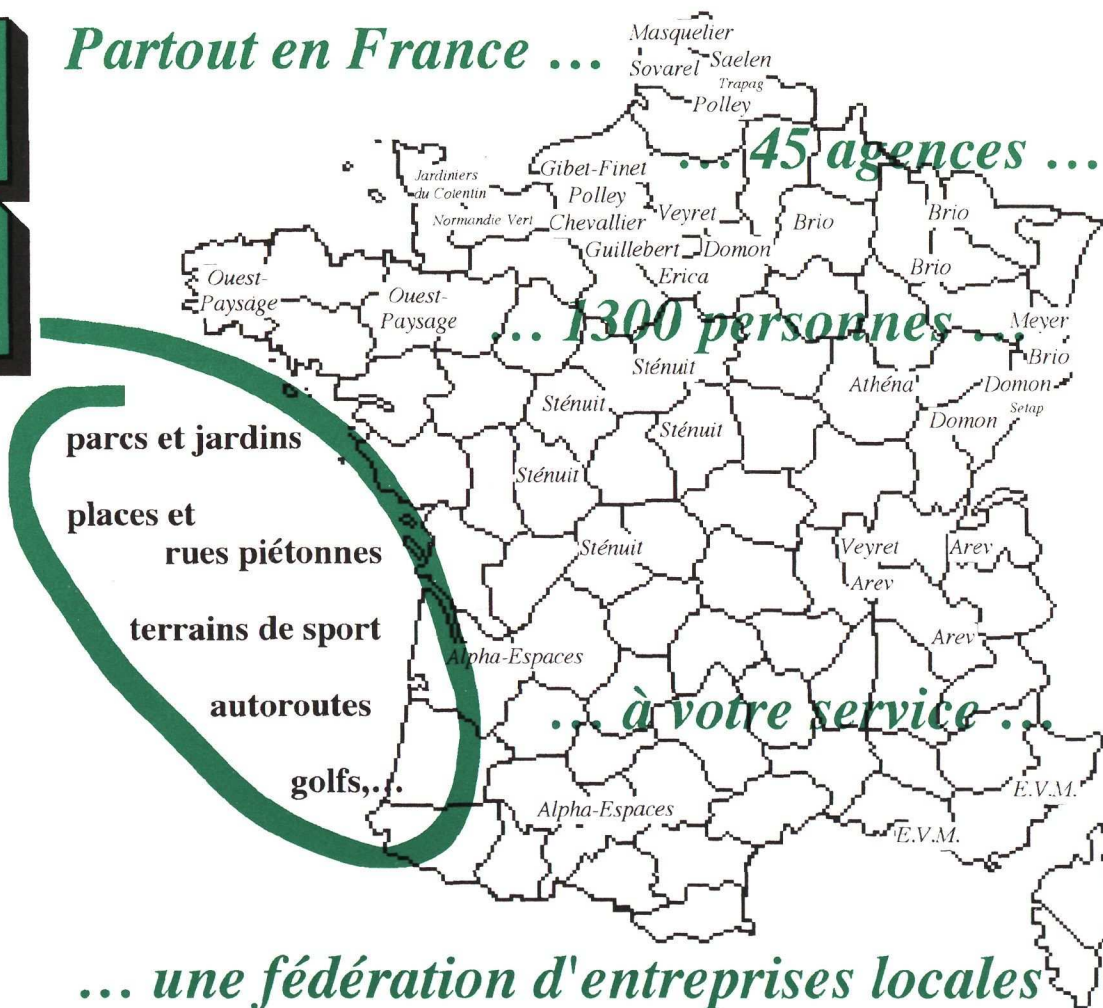 Partout en France ...
Masquelier
Sovarel
Saelen
Trapag
Polley
... 45 agences ...
Jardiniers
du Cotentin
Gibet-Finet
Polley
Normandie Vert
Chevallier
Veyret
Brio
Brio
Guillebert
Domon
Brio
Erica
Ouest-
Paysage
Ouest-
Paysage
... 1300 personnes ...
Meyer
Brio
Sténuit
Athéna
Domon
Setap
Sténuit
Sténuit
Domon
parcs et jardins
Sténuit
places et
rues piétonnes
Sténuit
Veyret
Arev
Arev
terrains de sport
Alpha-Espaces
Arev
autoroutes
... à votre service ...
golfs,...
Alpha-Espaces
E.V.M.
E.V.M.
... une fédération d'entreprises locales